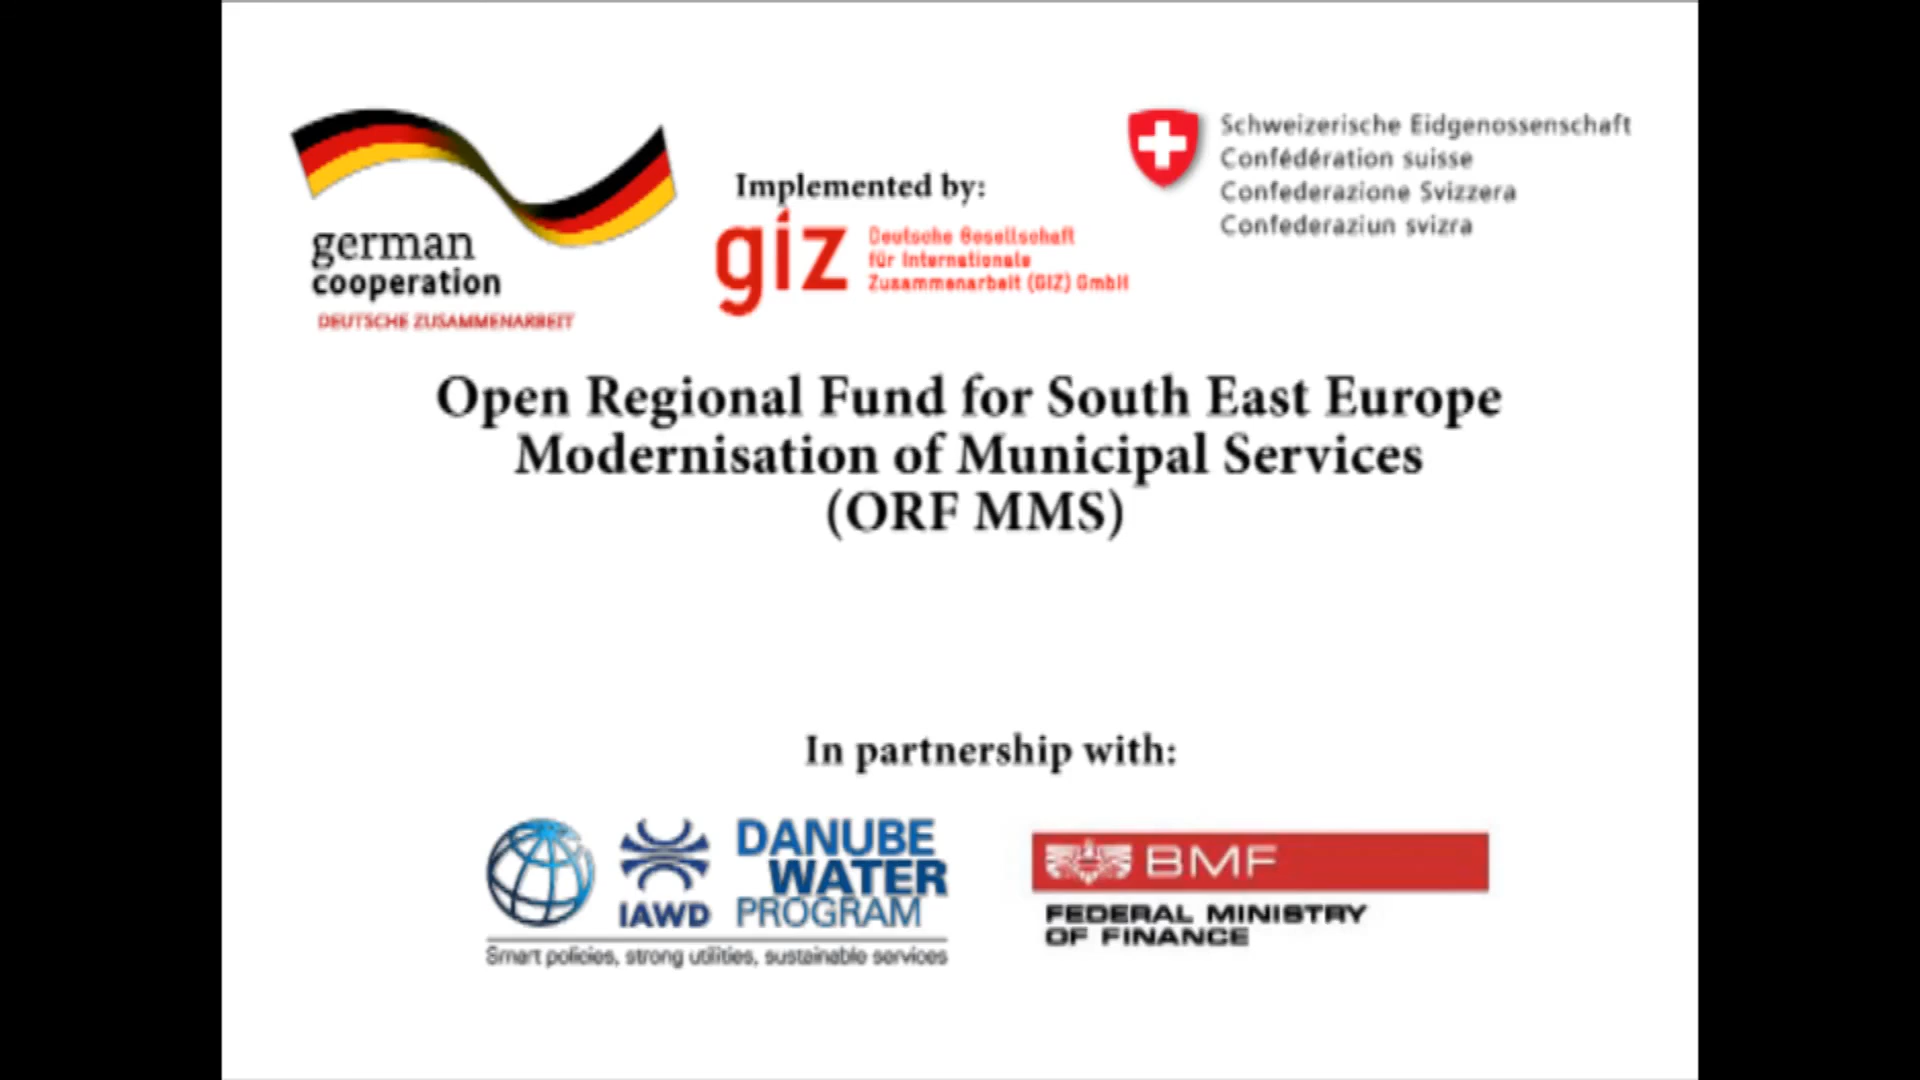 german
cooperation
DEUTSCHE ZUSAMMENARBEIT
Implemented by:
giz
Deutsche Gesellschaft
für Internationale
Zusammenarbeit (GIZ) GmbH
Schweizerische Eidgenossenschaft
Confédération suisse
Confederazione Svizzera
Confederaziun svizra
Open Regional Fund for South East Europe
Modernisation of Municipal Services
(ORF MMS)
In partnership with:
IAWD
DANUBE
WATER
PROGRAM
Smart policies, strong utilities, sustainable services
BMF
FEDERAL MINISTRY
OF FINANCE